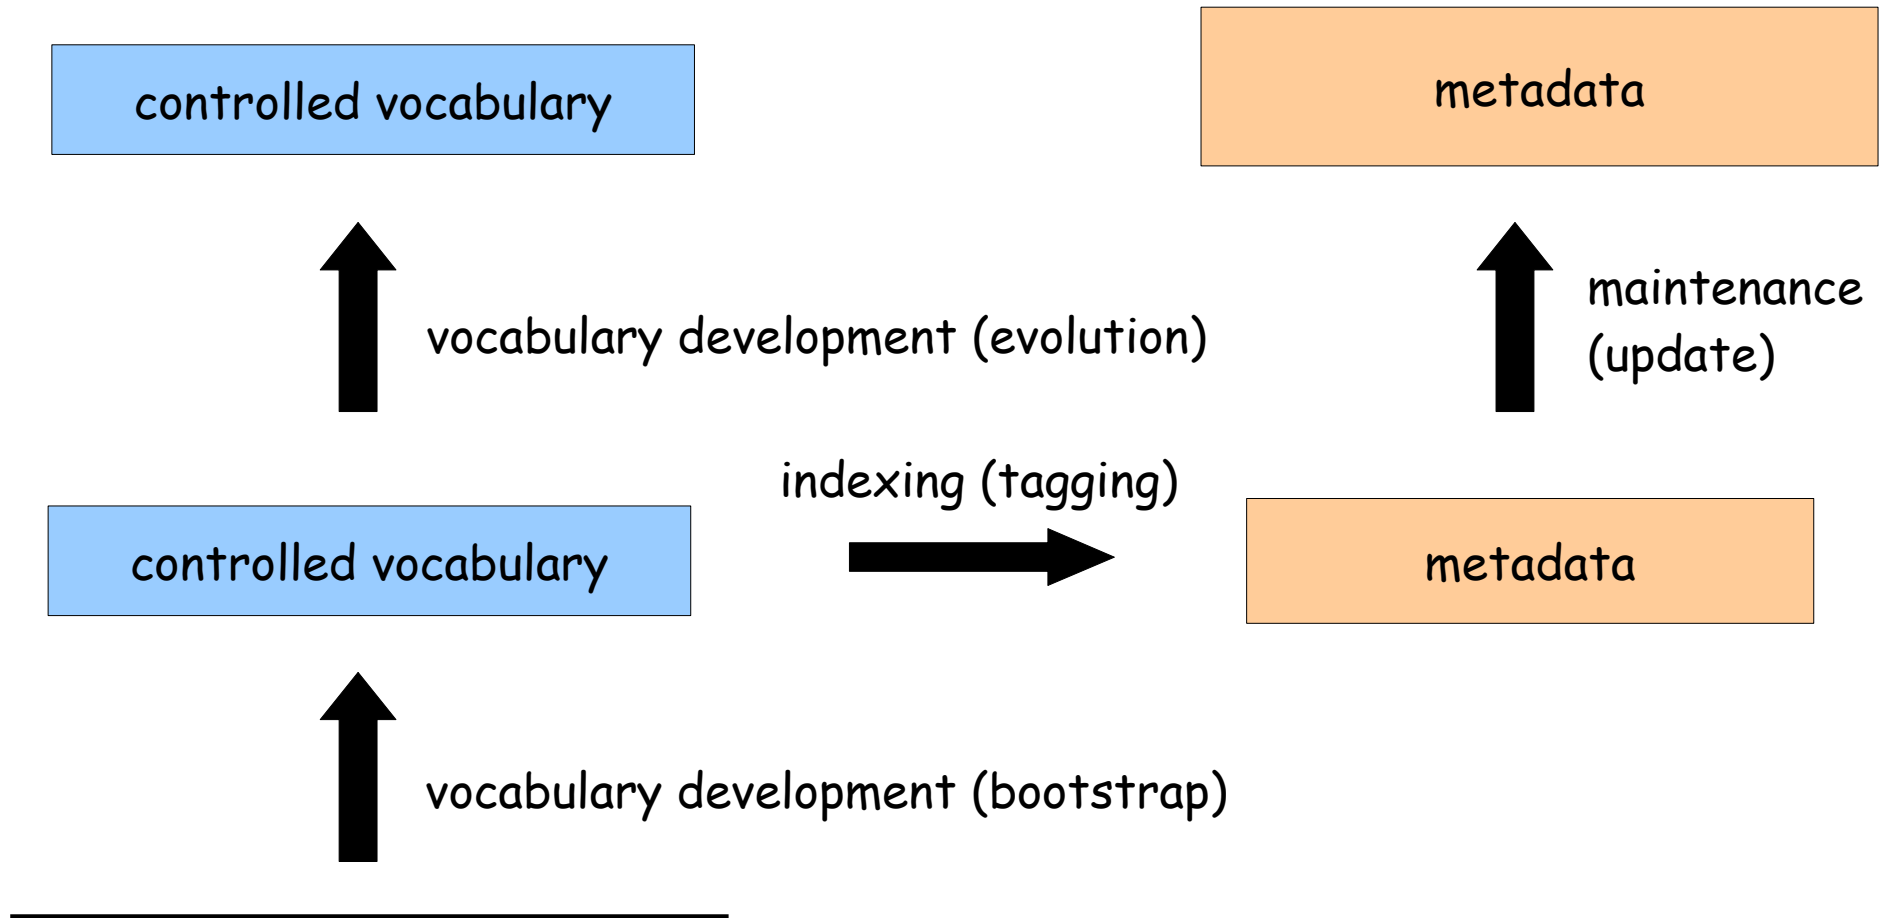 controlled vocabulary
metadata
vocabulary development (evolution)
maintenance
(update)
indexing (tagging)
controlled vocabulary
metadata
vocabulary development (bootstrap)